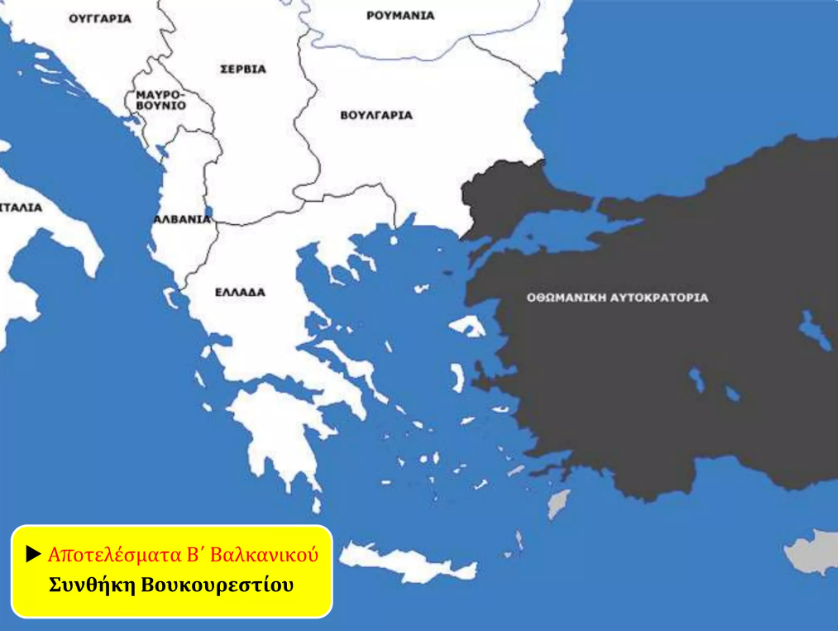 ΟΥΓΓΑΡΙΑ
ΡΟΥΜΑΝΙΑ
ΣΕΡΒΙΑ
ΜΑΥΡΟ-
ΒΟΥΝΙΟ
ΒΟΥΛΓΑΡΙΑ
ΙΤΑΛΙΑ
ΑΛΒΑΝΙΑ
ΕΛΛΑΔΑ
ΟΘΩΜΑΝΙΚΗ ΑΥΤΟΚΡΑΤΟΡΙΑ
▶ Αποτελέσματα Β΄ Βαλκανικού
Συνθήκη Βουκουρεστίου